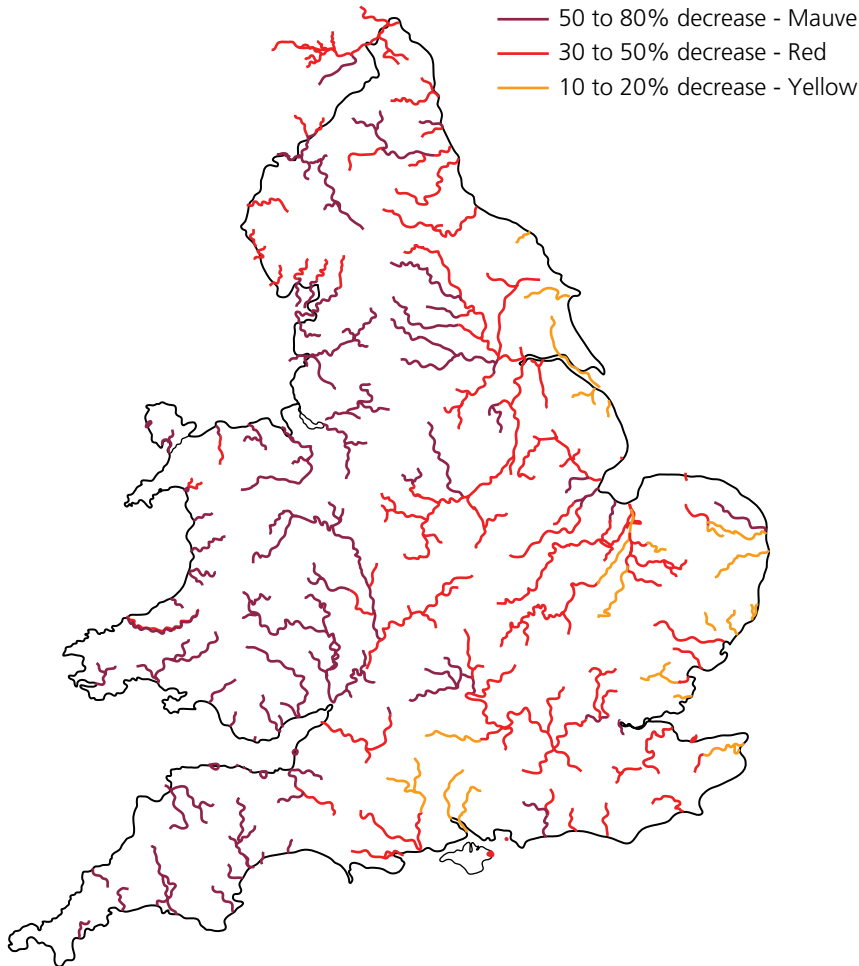 50 to 80% decrease - Mauve
30 to 50% decrease - Red
10 to 20% decrease - Yellow